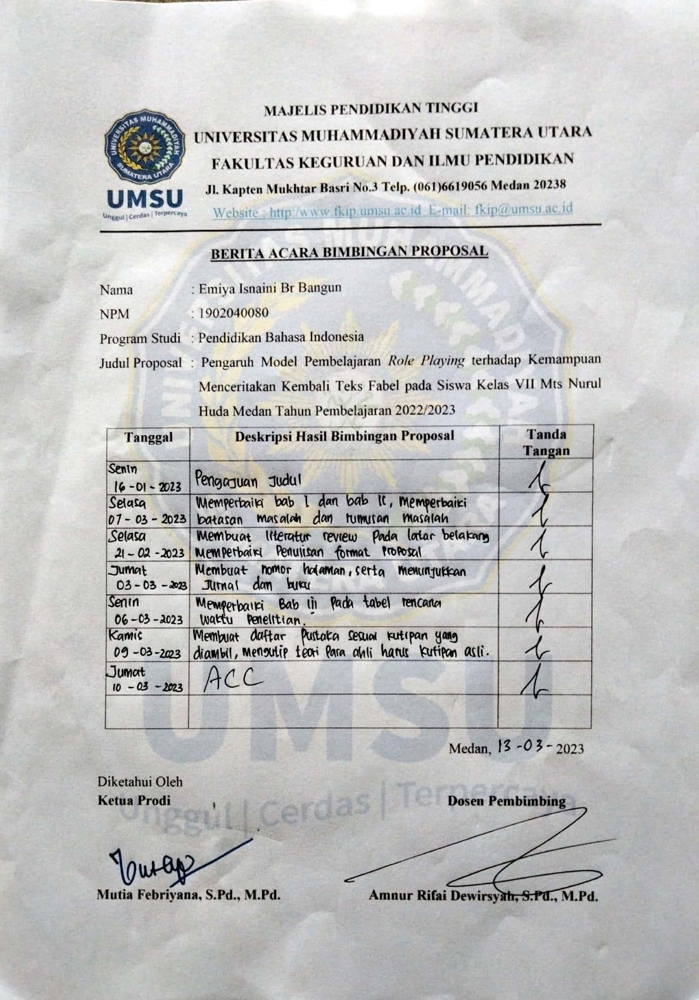 MAJELIS PENDIDIKAN TINGGI
UNIVERSITAS MUHAMMADIYAH SUMATERA UTARA
FAKULTAS KEGURUAN DAN ILMU PENDIDIKAN
Jl. Kapten Mukhtar Basri No.3 Telp. (061)6619056 Medan 20238
Website : http:/www.fkip.umsu.ac.id E-mail: fkip@umsu.ac.id
UNIVERSITAS MUHAMMADIYAH
SUMATERA UTARA
UMSU
Unggul | Cerdas | Terpercaya
BERITA ACARA BIMBINGAN PROPOSAL
Nama : Emiya Isnaini Br Bangun
NPM : 1902040080
Program Studi : Pendidikan Bahasa Indonesia
Judul Proposal : Pengaruh Model Pembelajaran Role Playing terhadap Kemampuan
Menceritakan Kembali Teks Fabel pada Siswa Kelas VII Mts Nurul
Huda Medan Tahun Pembelajaran 2022/2023
Tanggal Deskripsi Hasil Bimbingan Proposal Tanda
Tangan
Senin
16-01-2023 Pengajuan Judul
Selasa Memperbaiki bab I dan bab II, memperbaiki
07-03-2023 batasan masalah dan rumusan masalah
Selasa Membuat literatur review pada latar belakang
21-02-2023 memperbaiki penulisan format proposal
Jumat Membuat nomor halaman, serta menunjukkan
03-03-2023 Jurnal dan buku
Senin Memperbaiki Bab III pada tabel rencana
06-03-2023 waktu penelitian.
Kamis Membuat daftar pustaka sesuai kutipan yang
09-03-2023 diambil, mengutip teori para ahli harus kutipan asli.
Jumat
10-03-2023 ACC
Medan, 13-03-2023
Diketahui Oleh
Ketua Prodi Dosen Pembimbing
Mutia Febriyana, S.Pd., M.Pd. Amnur Rifai Dewirsyah, S.Pd., M.Pd.
UMSU
Unggul | Cerdas | Terpercaya